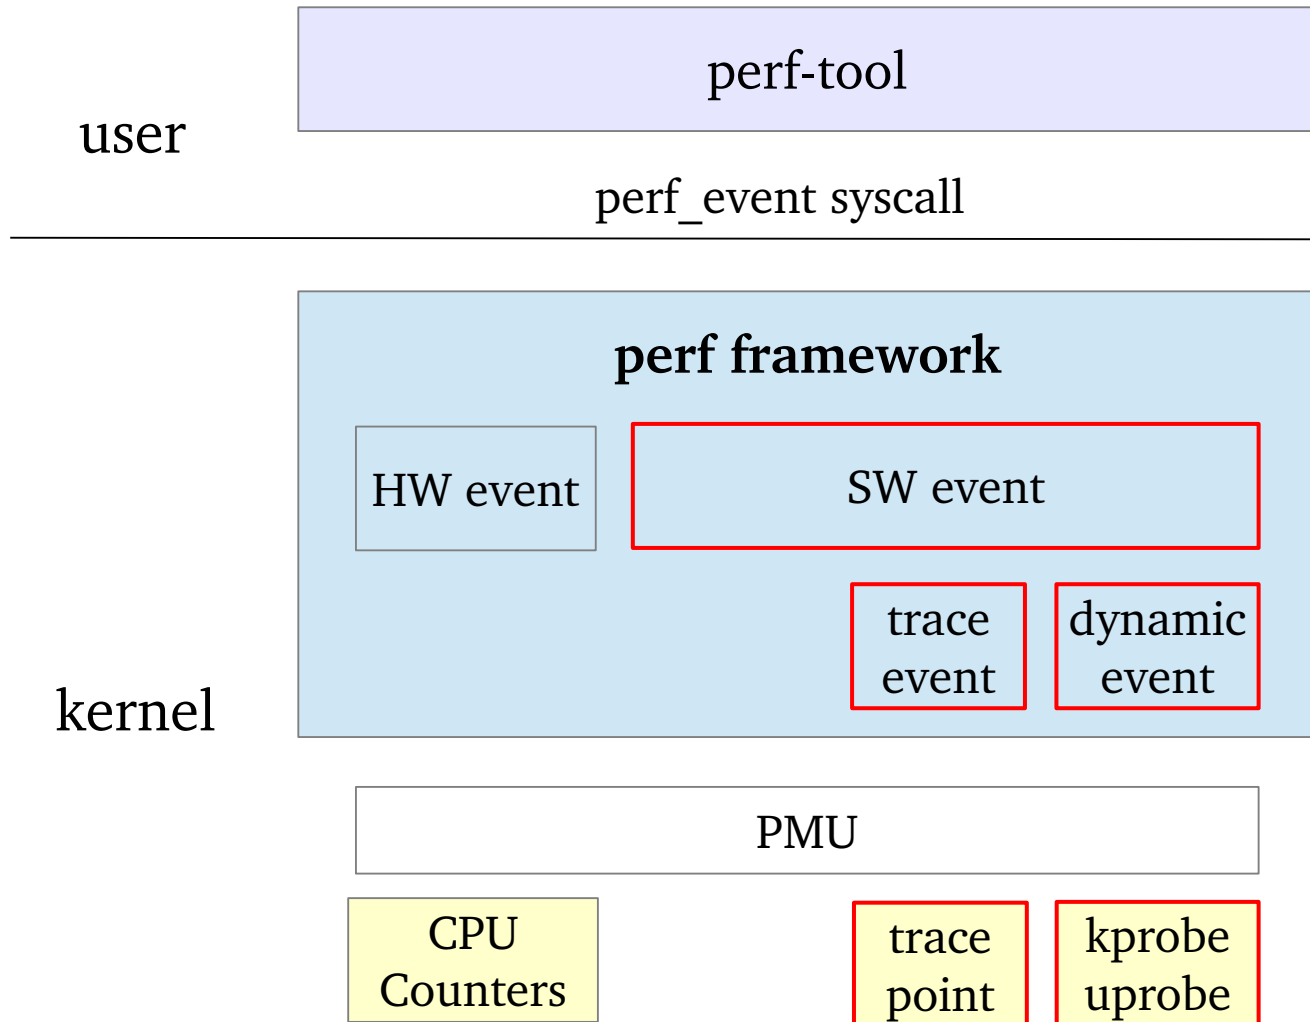 perf-tool
user
perf_event syscall
perf framework
HW event
SW event
trace
event
dynamic
event
kernel
PMU
CPU
Counters
trace
point
kprobe
uprobe